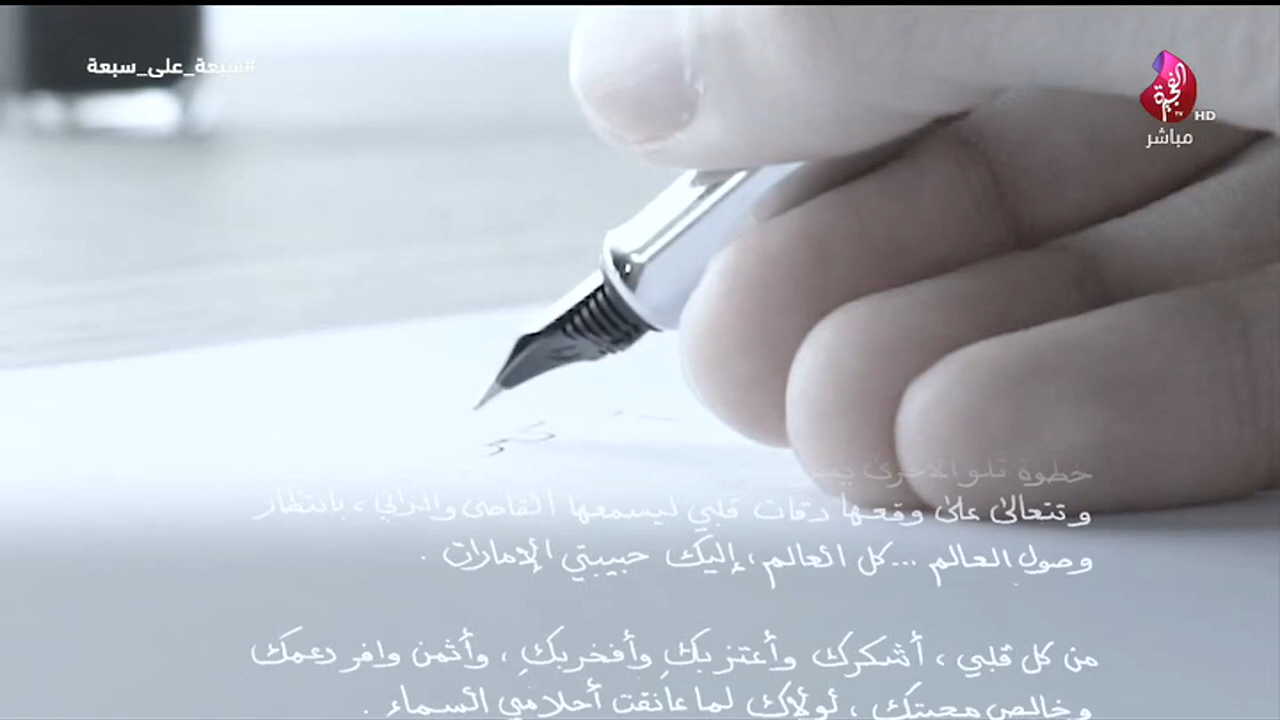 #سبعة_على_سبعة
الفجيرة
TV
HD
مباشر
خطوة تلو الأخرى
وتتعالى على وقعها دقات قلبي ليسمعها القاصي والداني ، بانتظار
وصول العالم ... كل العالم ، إليك حبيبتي الإمارات .
من كل قلبي ، أشكرك وأعتز بكِ وأفخر بكِ ، وأثمن وافر دعمك
وخالص محبتك ، لولاك لما عانقت أحلامي السماء .